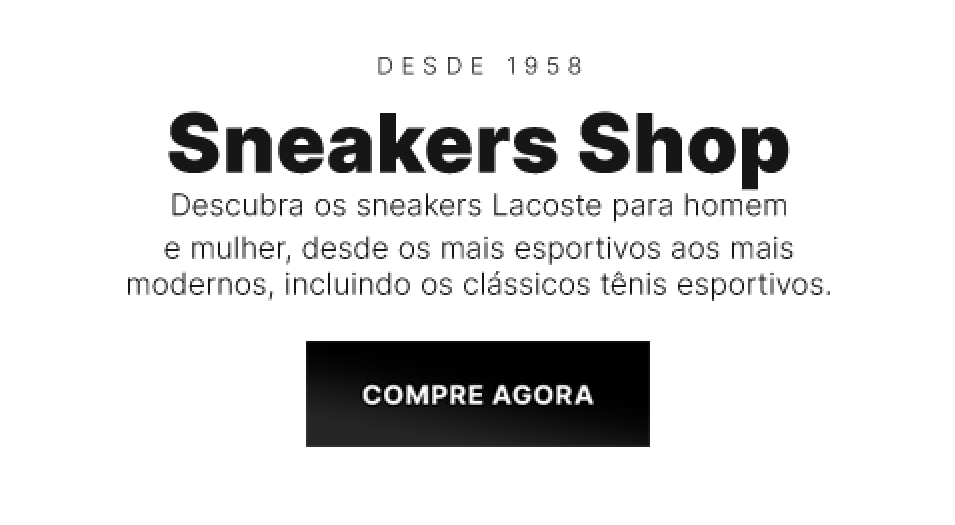 DESDE 1958
Sneakers Shop
Descubra os sneakers Lacoste para homem
e mulher, desde os mais esportivos aos mais
modernos, incluindo os clássicos tênis esportivos.
COMPRE AGORA